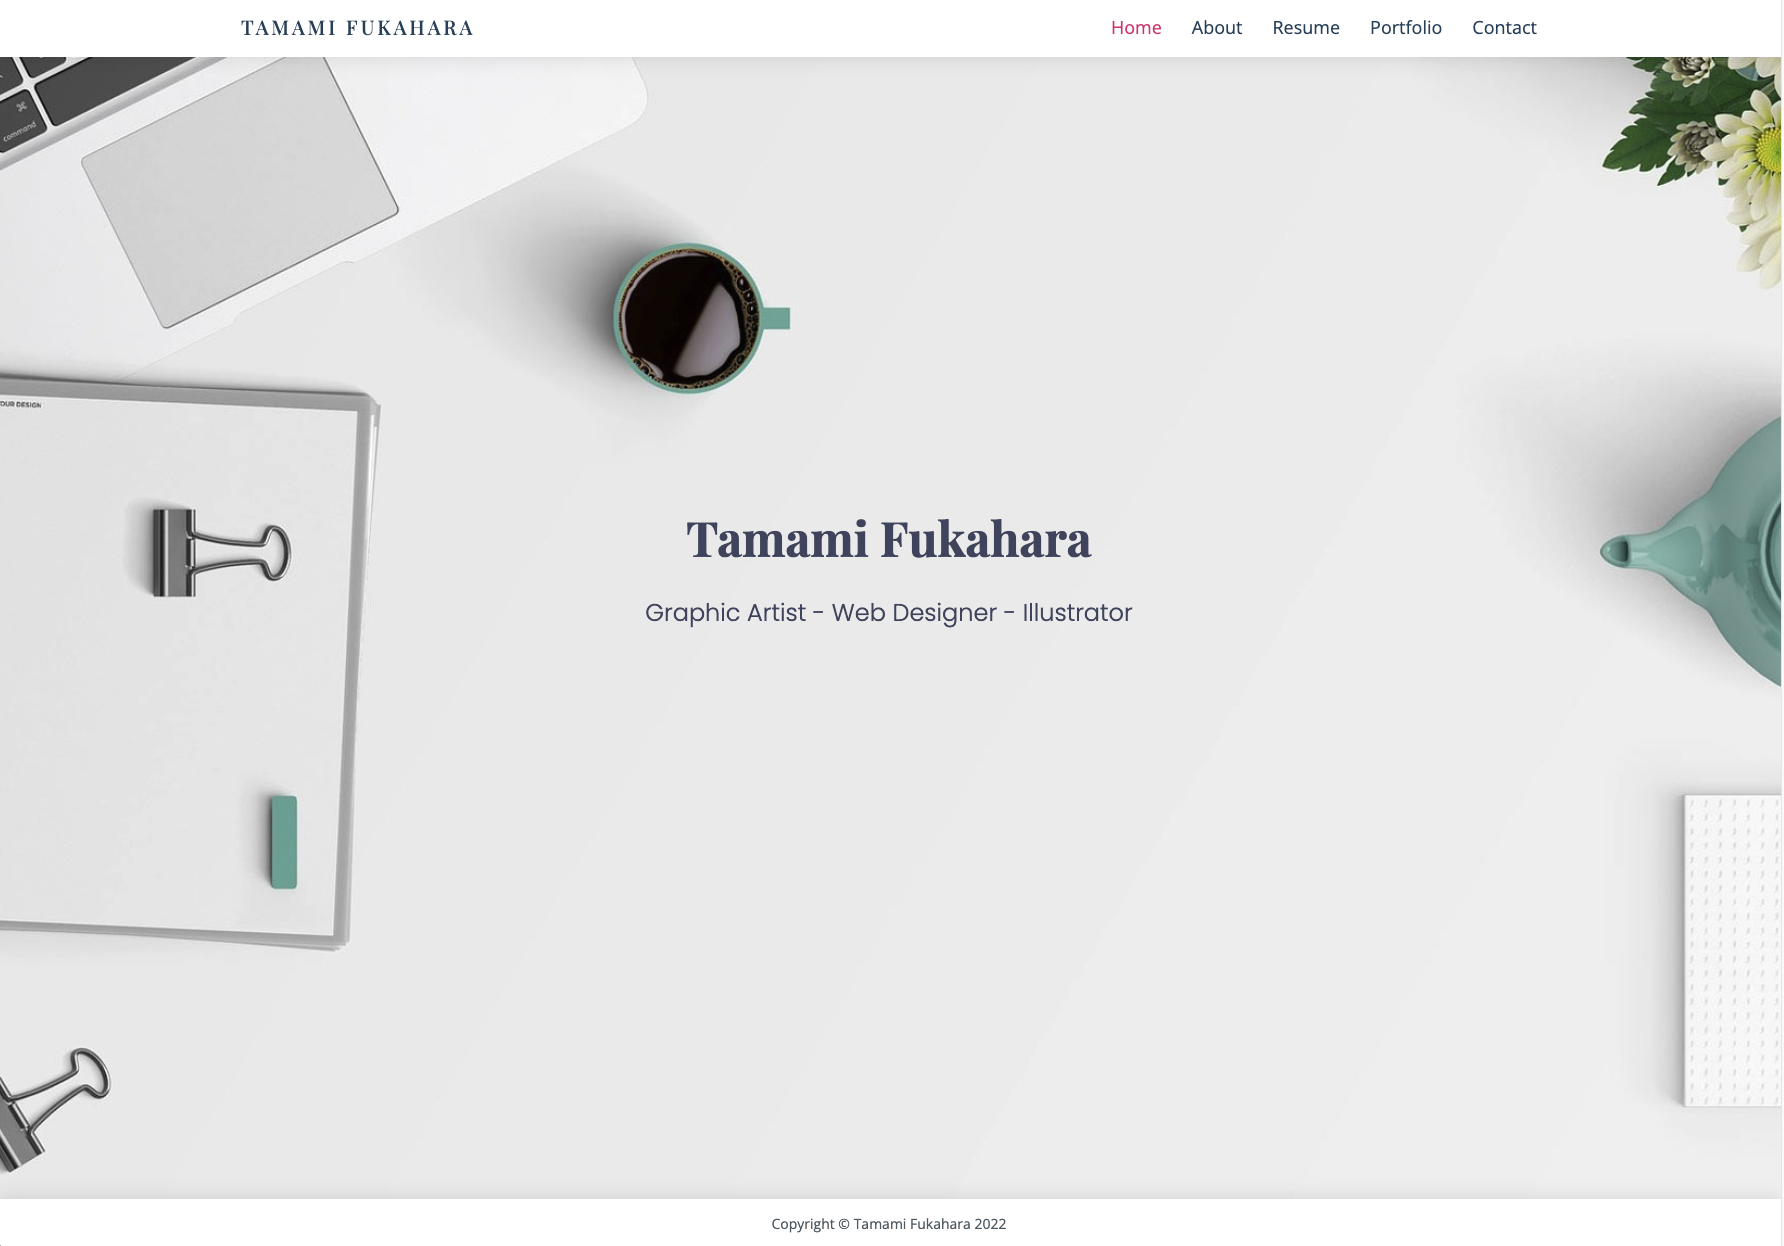 TAMAMI FUKAHARA
Home About Resume Portfolio Contact
⌘
command
YOUR DESIGN
Tamami Fukahara
Graphic Artist - Web Designer - Illustrator
Copyright © Tamami Fukahara 2022